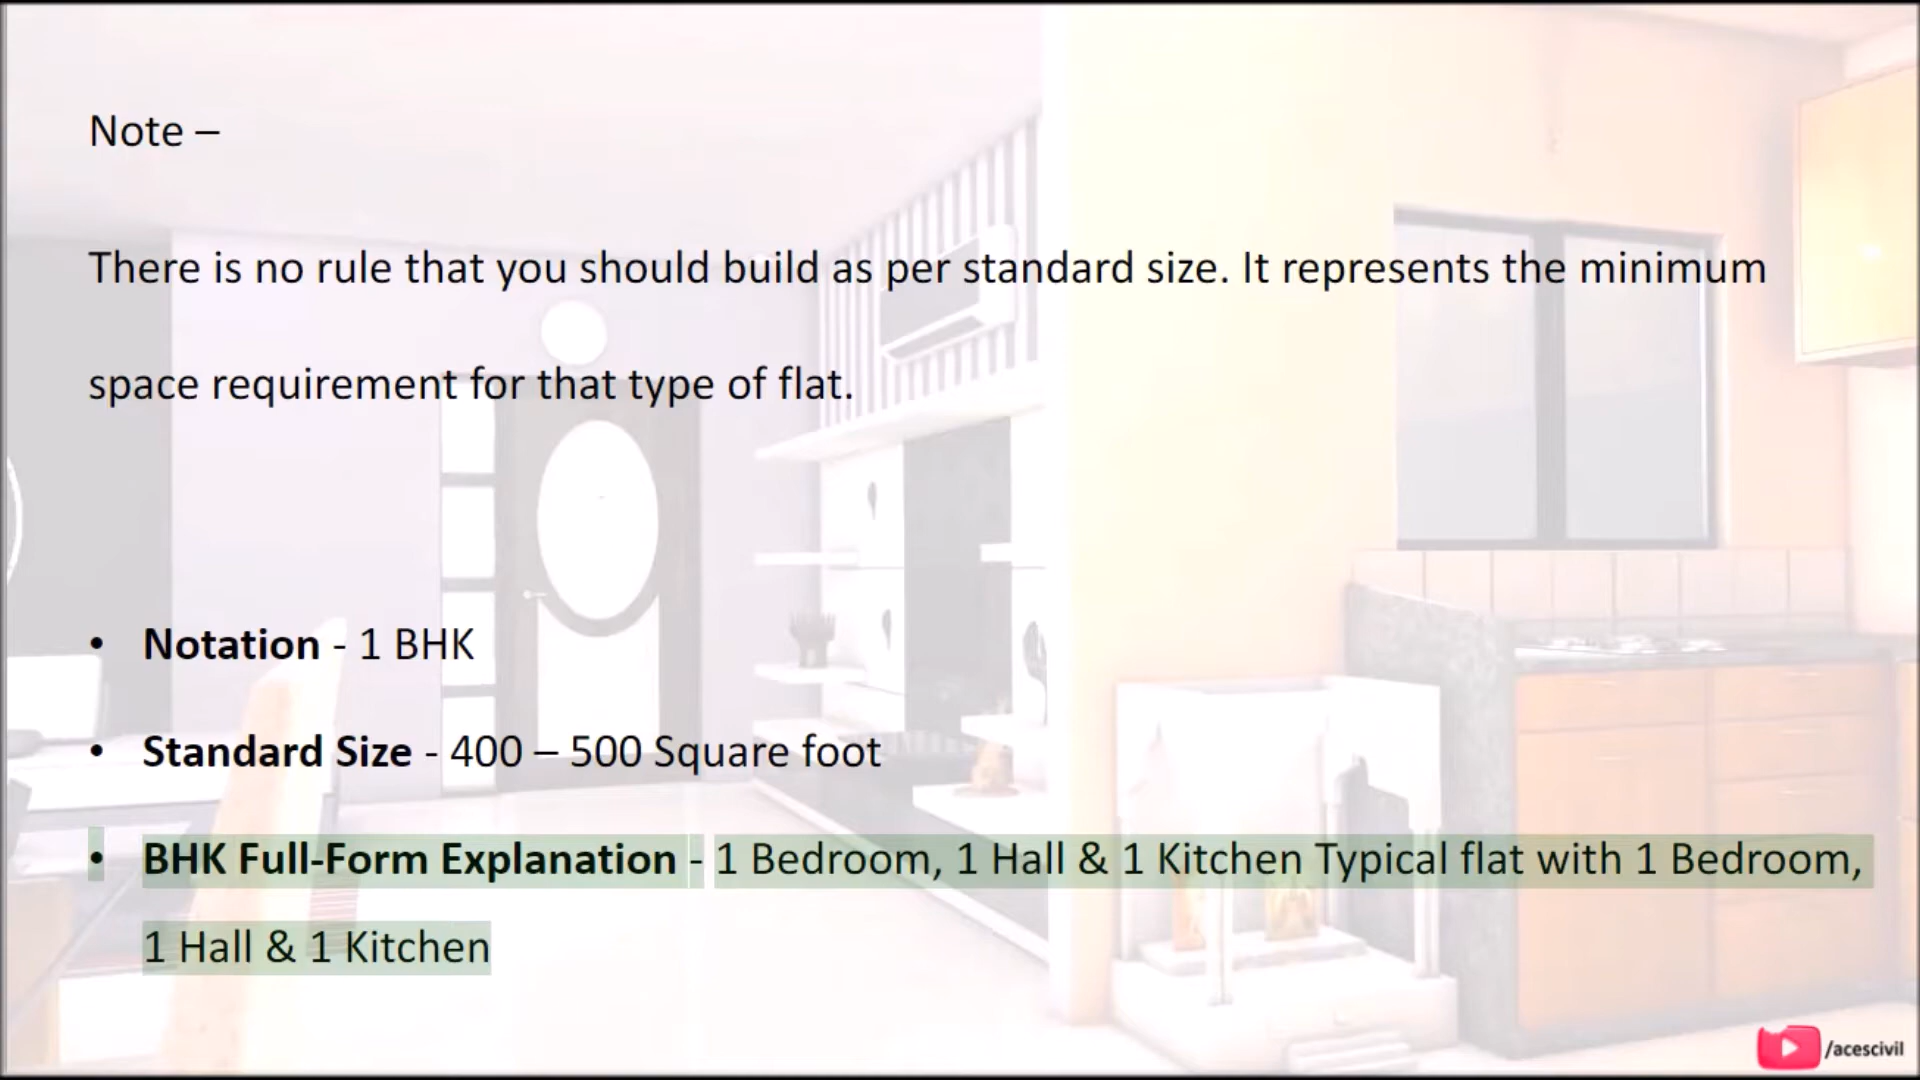 Note –
There is no rule that you should build as per standard size. It represents the minimum
space requirement for that type of flat.
• Notation - 1 BHK
• Standard Size - 400 – 500 Square foot
• BHK Full-Form Explanation - 1 Bedroom, 1 Hall & 1 Kitchen Typical flat with 1 Bedroom,
1 Hall & 1 Kitchen
/acescivil